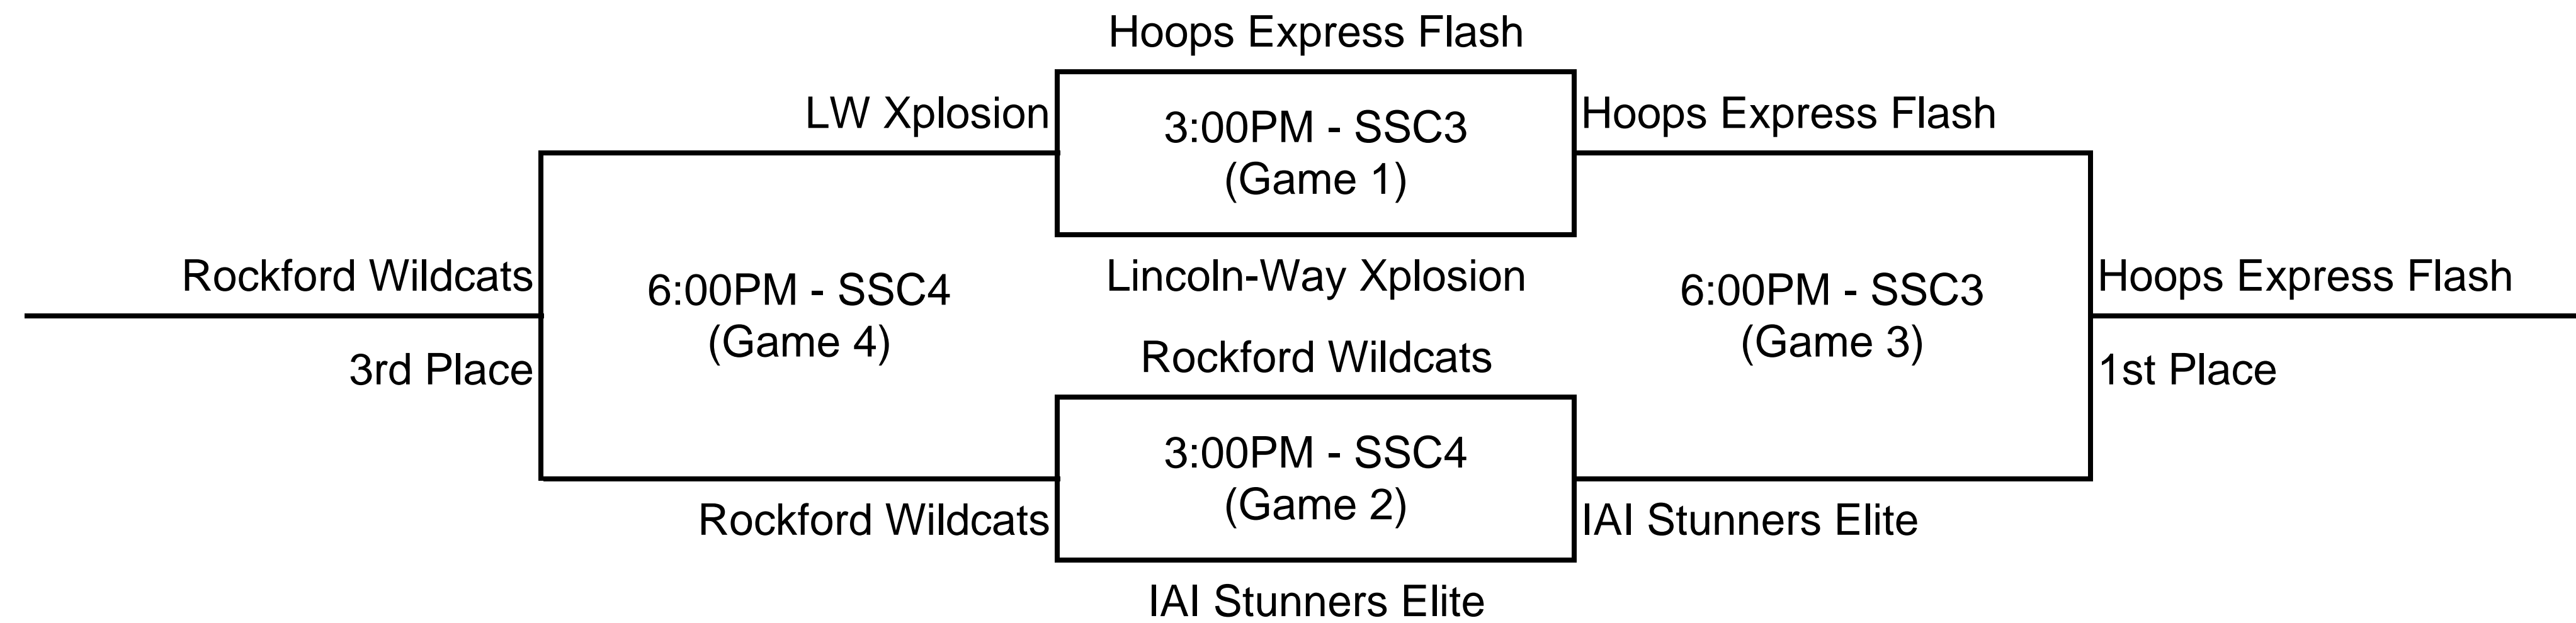 Hoops Express Flash
LW Xplosion
3:00PM - SSC3
(Game 1)
Hoops Express Flash
Rockford Wildcats
3rd Place
6:00PM - SSC4
(Game 4)
Lincoln-Way Xplosion
Rockford Wildcats
6:00PM - SSC3
(Game 3)
Hoops Express Flash
1st Place
Rockford Wildcats
3:00PM - SSC4
(Game 2)
IAI Stunners Elite
IAI Stunners Elite